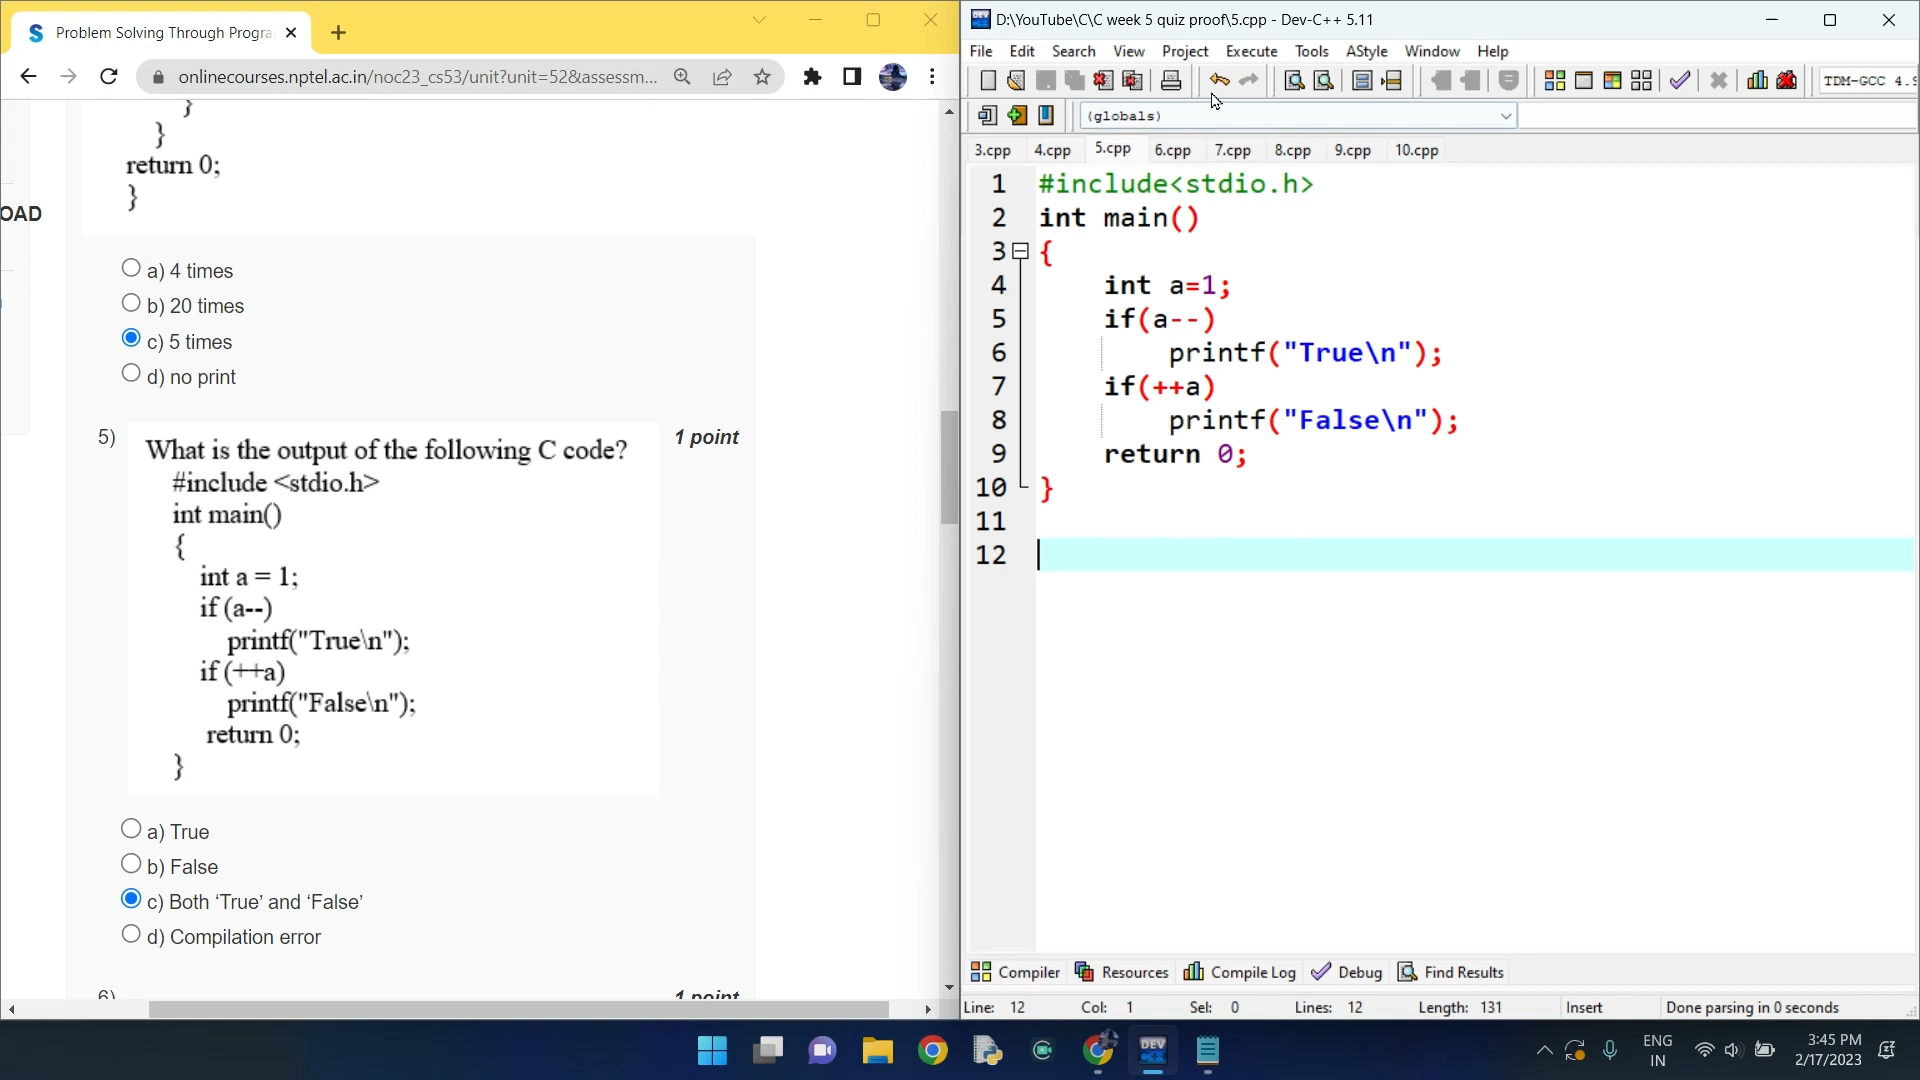 Problem Solving Through Progra
onlinecourses.nptel.ac.in/noc23_cs53/unit?unit=52&assessm...
OAD
}
}
return 0;
}
a) 4 times
b) 20 times
c) 5 times
d) no print
5)
1 point
What is the output of the following C code?
#include <stdio.h>
int main()
{
int a = 1;
if (a--)
printf("True\n");
if (++a)
printf("False\n");
return 0;
}
a) True
b) False
c) Both ‘True’ and ‘False’
d) Compilation error
6)
1 point
D:\YouTube\C\C week 5 quiz proof\5.cpp - Dev-C++ 5.11
File Edit Search View Project Execute Tools AStyle Window Help
TDM-GCC 4.9
(globals)
3.cpp 4.cpp 5.cpp 6.cpp 7.cpp 8.cpp 9.cpp 10.cpp
1 #include<stdio.h>
2 int main()
3 {
4 int a=1;
5 if(a--)
6 printf("True\n");
7 if(++a)
8 printf("False\n");
9 return 0;
10 }
11
12
Compiler Resources Compile Log Debug Find Results
Line: 12 Col: 1 Sel: 0 Lines: 12 Length: 131 Insert Done parsing in 0 seconds
DEV
ENG
IN
3:45 PM
2/17/2023